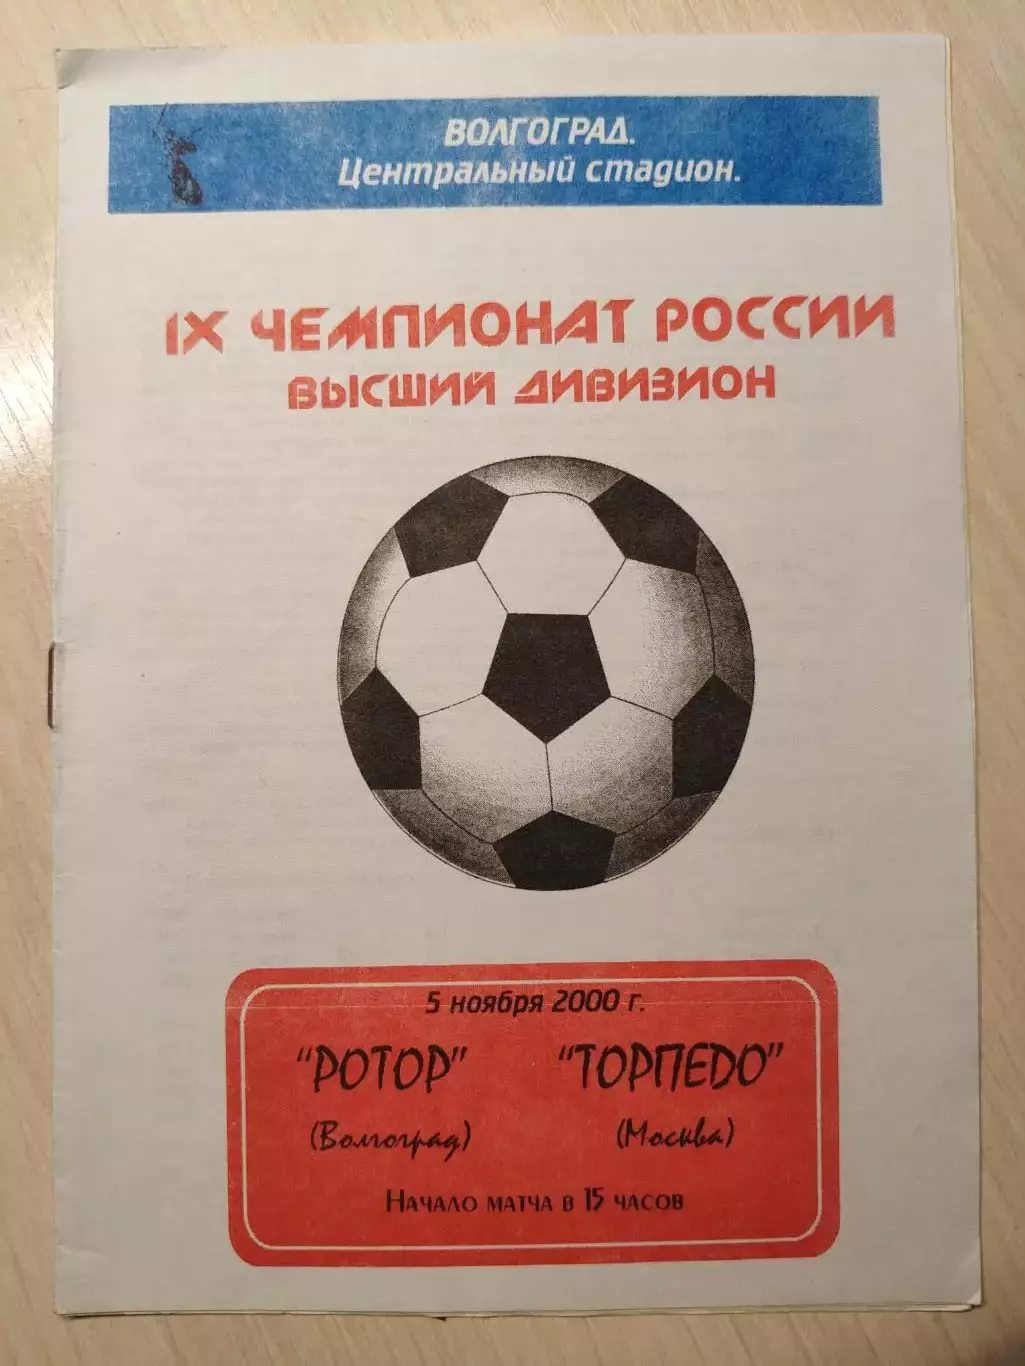 ВОЛГОГРАД.
Центральный стадион.
IX ЧЕМПИОНАТ РОССИИ
ВЫСШИЙ ДИВИЗИОН
5 ноября 2000 г.
"РОТОР" "ТОРПЕДО"
(Волгоград) (Москва)
Начало матча в 15 часов